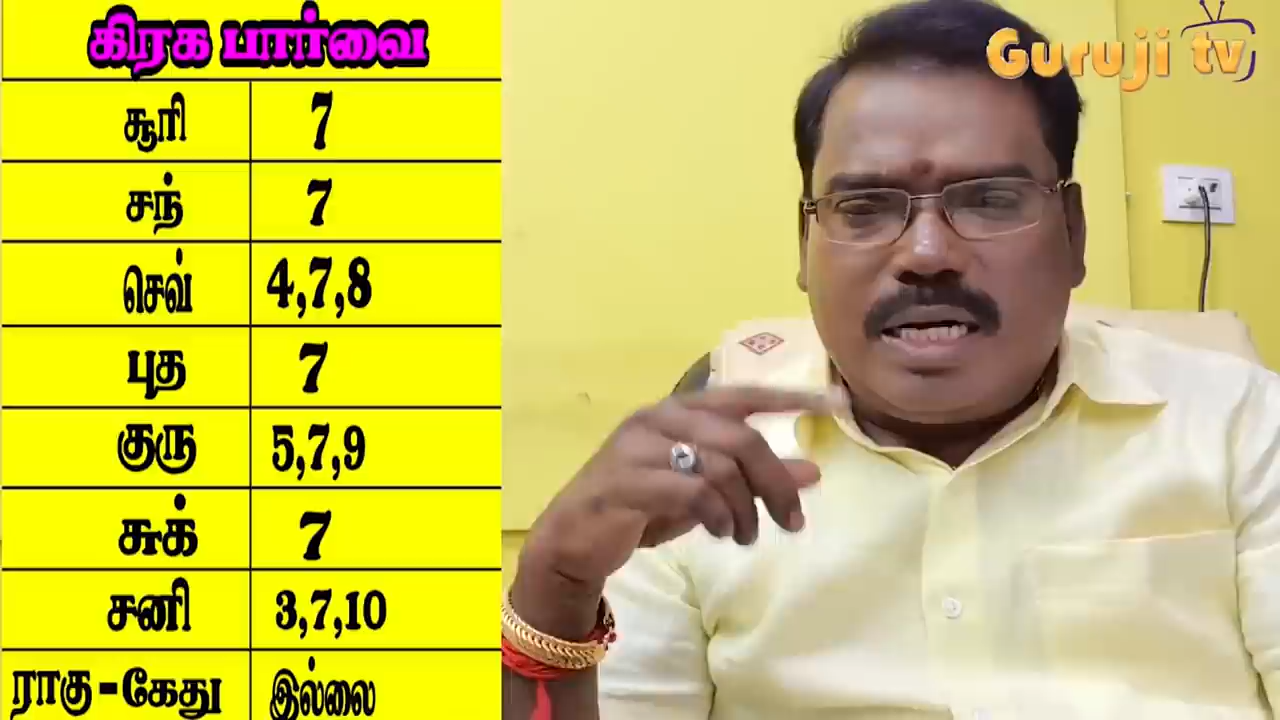 கிரக பார்வை
Guruji tv
சூரி 7
சந் 7
செவ் 4,7,8
புத 7
குரு 5,7,9
சுக் 7
சனி 3,7,10
ராகு-கேது இல்லை